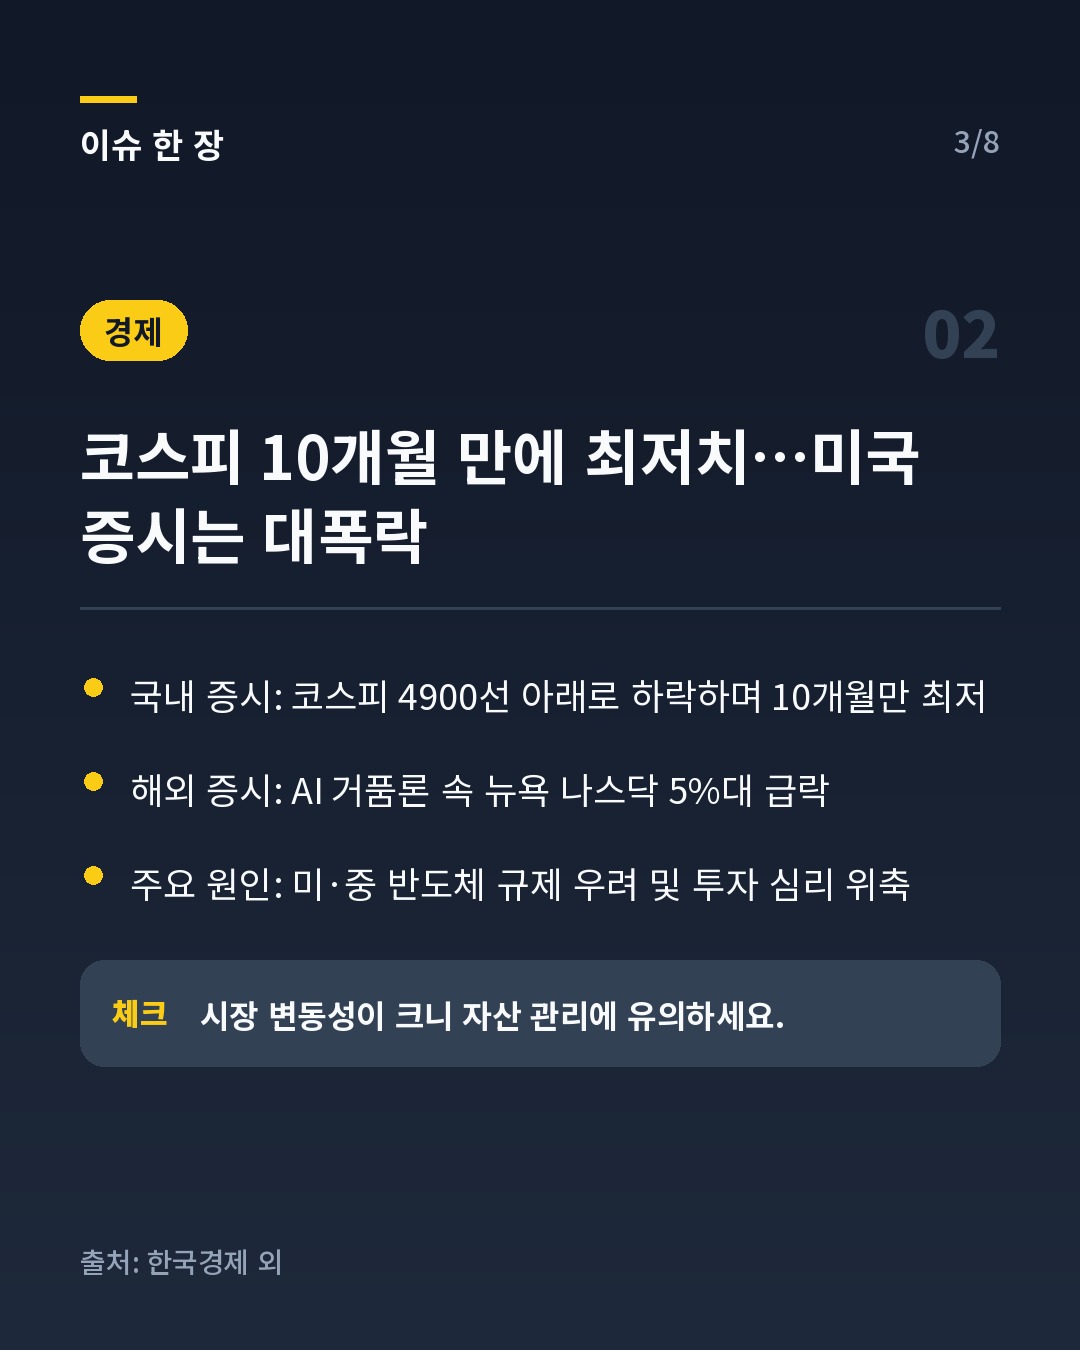 이슈 한 장
3/8
경제
02
코스피 10개월 만에 최저치…미국
증시는 대폭락
국내 증시: 코스피 4900선 아래로 하락하며 10개월만 최저
해외 증시: AI 거품론 속 뉴욕 나스닥 5%대 급락
주요 원인: 미·중 반도체 규제 우려 및 투자 심리 위축
체크 시장 변동성이 크니 자산 관리에 유의하세요.
출처: 한국경제 외